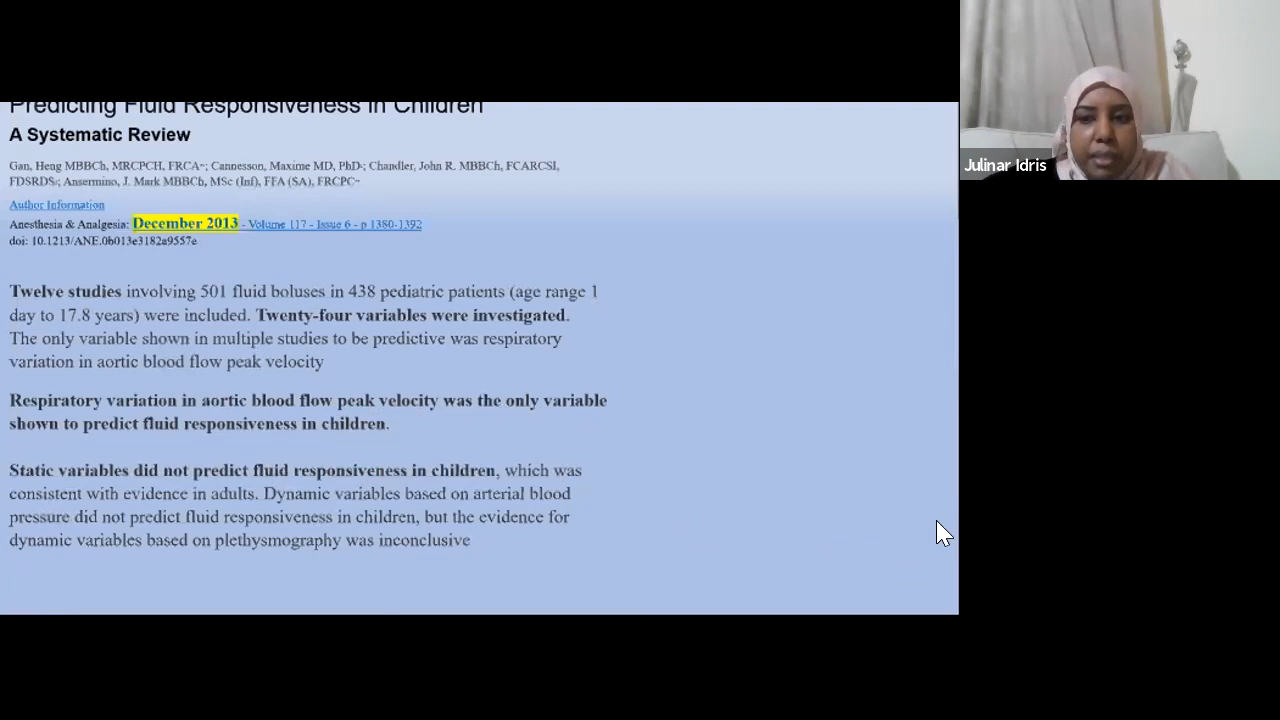 Predicting Fluid Responsiveness in Children
A Systematic Review
Gan, Heng MBBCh, MRCPCH, FRCA; Cannesson, Maxime MD, PhD; Chandler, John R. MBBCh, FCARCSI,
FDSRDS; Ansermino, J. Mark MBBCh, MSc (Inf), FFA (SA), FRCPC
Author Information
Anesthesia & Analgesia: December 2013 - Volume 117 - Issue 6 - p 1380-1392
doi: 10.1213/ANE.0b013e3182a9557e
Twelve studies involving 501 fluid boluses in 438 pediatric patients (age range 1
day to 17.8 years) were included. Twenty-four variables were investigated.
The only variable shown in multiple studies to be predictive was respiratory
variation in aortic blood flow peak velocity
Respiratory variation in aortic blood flow peak velocity was the only variable
shown to predict fluid responsiveness in children.
Static variables did not predict fluid responsiveness in children, which was
consistent with evidence in adults. Dynamic variables based on arterial blood
pressure did not predict fluid responsiveness in children, but the evidence for
dynamic variables based on plethysmography was inconclusive
Julinar Idris